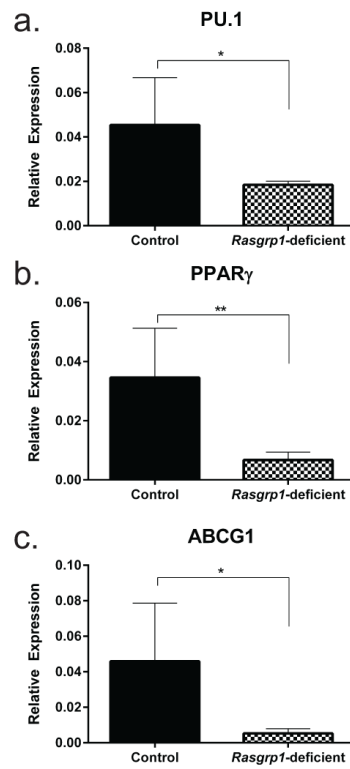 a.
PU.1
*
Relative Expression
0.08
0.06
0.04
0.02
0.00
Control
Rasgrp1-deficient
b.
PPARγ
**
Relative Expression
0.06
0.04
0.02
0.00
Control
Rasgrp1-deficient
c.
ABCG1
*
Relative Expression
0.10
0.08
0.06
0.04
0.02
0.00
Control
Rasgrp1-deficient